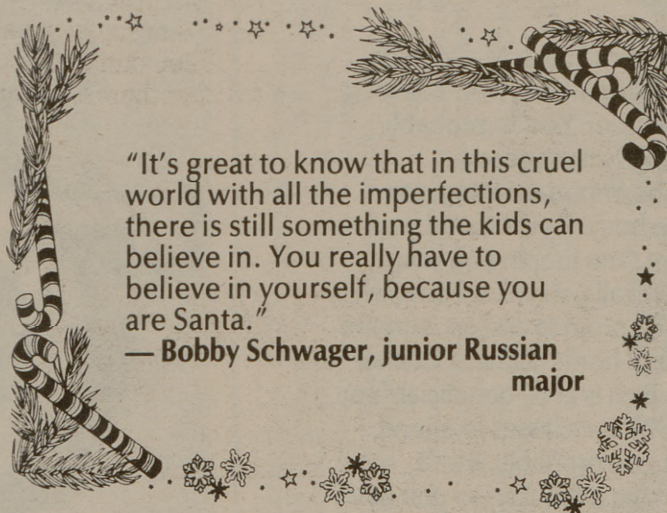 "It's great to know that in this cruel
world with all the imperfections,
there is still something the kids can
believe in. You really have to
believe in yourself, because you
are Santa."
— Bobby Schwager, junior Russian
major